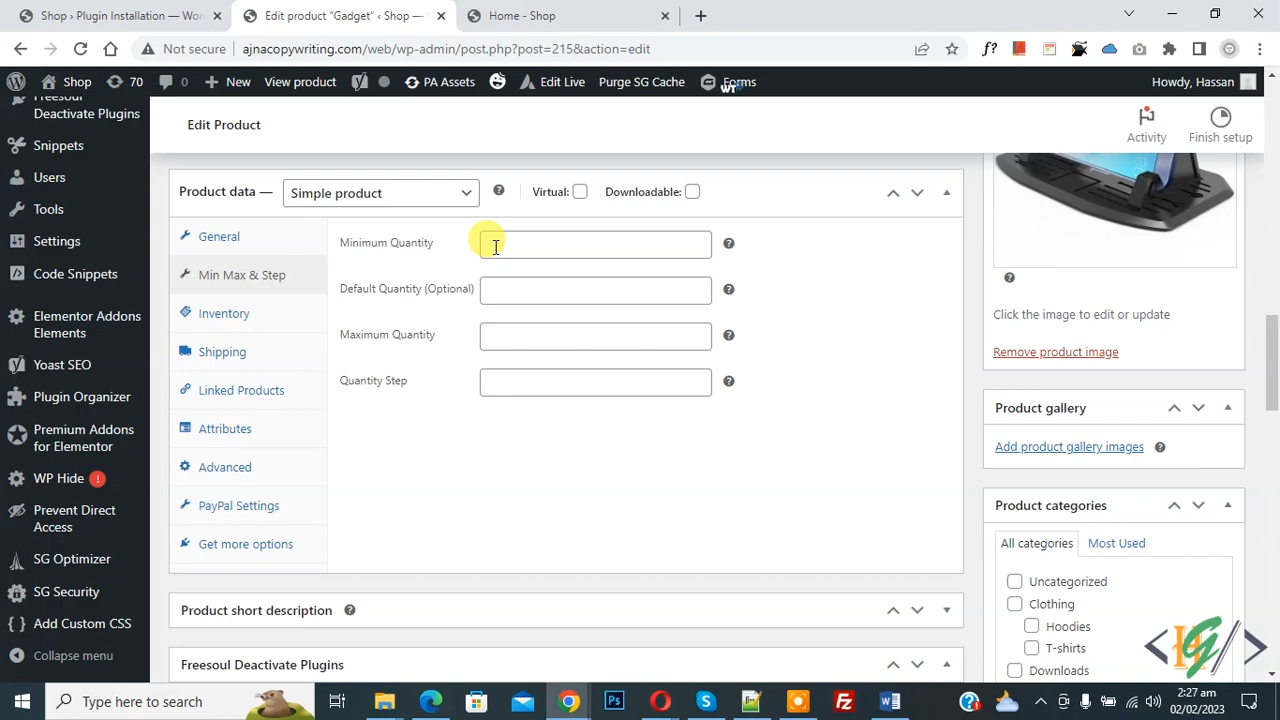 Shop › Plugin Installation — Wor
Edit product "Gadget" ‹ Shop —
Home - Shop
Not secure
ajnacopywriting.com/web/wp-admin/post.php?post=215&action=edit
Shop
70
0
New
View product
PA Assets
Edit Live
Purge SG Cache
Forms
Howdy, Hassan
Freesoul
Deactivate Plugins
Snippets
Users
Tools
Settings
Code Snippets
Elementor Addons
Elements
Yoast SEO
Plugin Organizer
Premium Addons
for Elementor
WP Hide !
Prevent Direct
Access
SG Optimizer
SG Security
Add Custom CSS
Collapse menu
Edit Product
Activity
Finish setup
Product data —
Simple product
Virtual:
Downloadable:
General
Min Max & Step
Inventory
Shipping
Linked Products
Attributes
Advanced
PayPal Settings
Get more options
Minimum Quantity
Default Quantity (Optional)
Maximum Quantity
Quantity Step
Product short description
Freesoul Deactivate Plugins
Click the image to edit or update
Remove product image
Product gallery
Add product gallery images
Product categories
All categories
Most Used
Uncategorized
Clothing
Hoodies
T-shirts
Downloads
Type here to search
2:27 am
02/02/2023